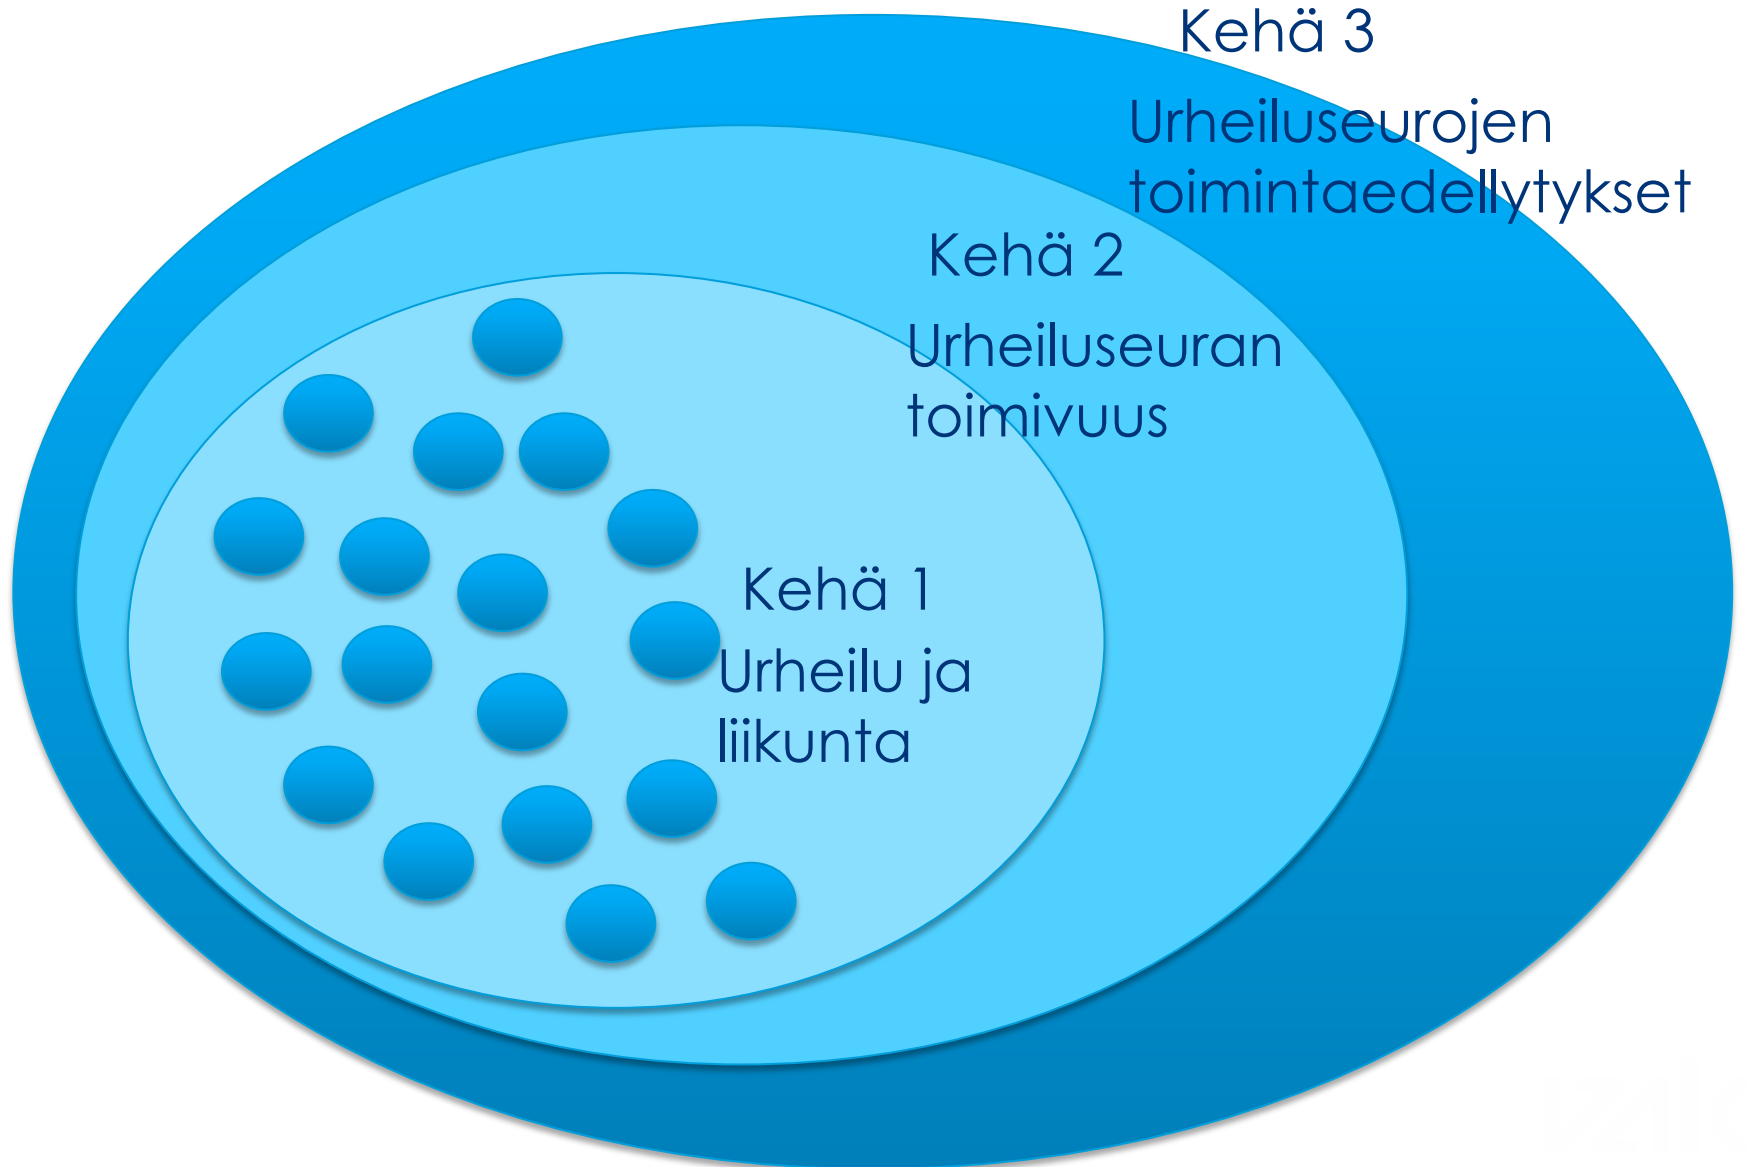 Kehä 3
Urheiluseurojen
toimintaedellytykset
Kehä 2
Urheiluseuran
toimivuus
Kehä 1
Urheilu ja
liikunta